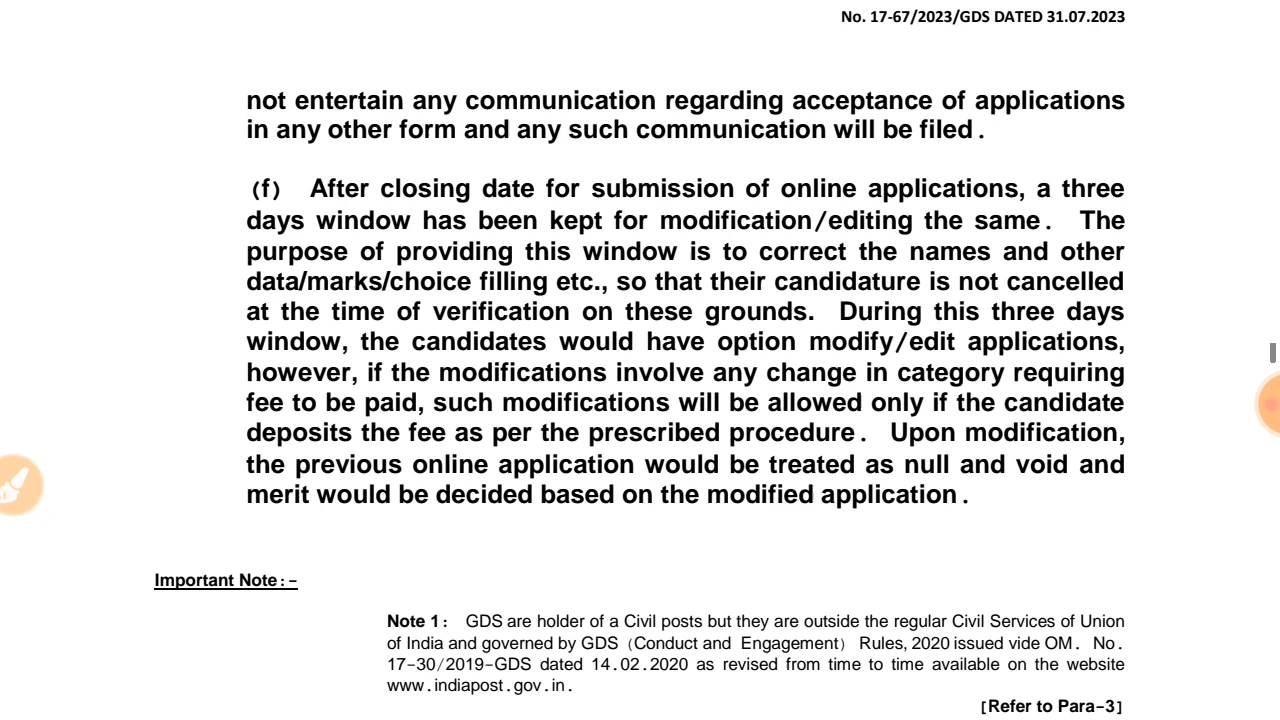 No. 17-67/2023/GDS DATED 31.07.2023
not entertain any communication regarding acceptance of applications
in any other form and any such communication will be filed.
(f) After closing date for submission of online applications, a three
days window has been kept for modification/editing the same. The
purpose of providing this window is to correct the names and other
data/marks/choice filling etc., so that their candidature is not cancelled
at the time of verification on these grounds. During this three days
window, the candidates would have option modify/edit applications,
however, if the modifications involve any change in category requiring
fee to be paid, such modifications will be allowed only if the candidate
deposits the fee as per the prescribed procedure. Upon modification,
the previous online application would be treated as null and void and
merit would be decided based on the modified application.
Important Note:-
Note 1: GDS are holder of a Civil posts but they are outside the regular Civil Services of Union
of India and governed by GDS (Conduct and Engagement) Rules, 2020 issued vide OM. No.
17-30/2019-GDS dated 14.02.2020 as revised from time to time available on the website
www.indiapost.gov.in.
[Refer to Para-3]